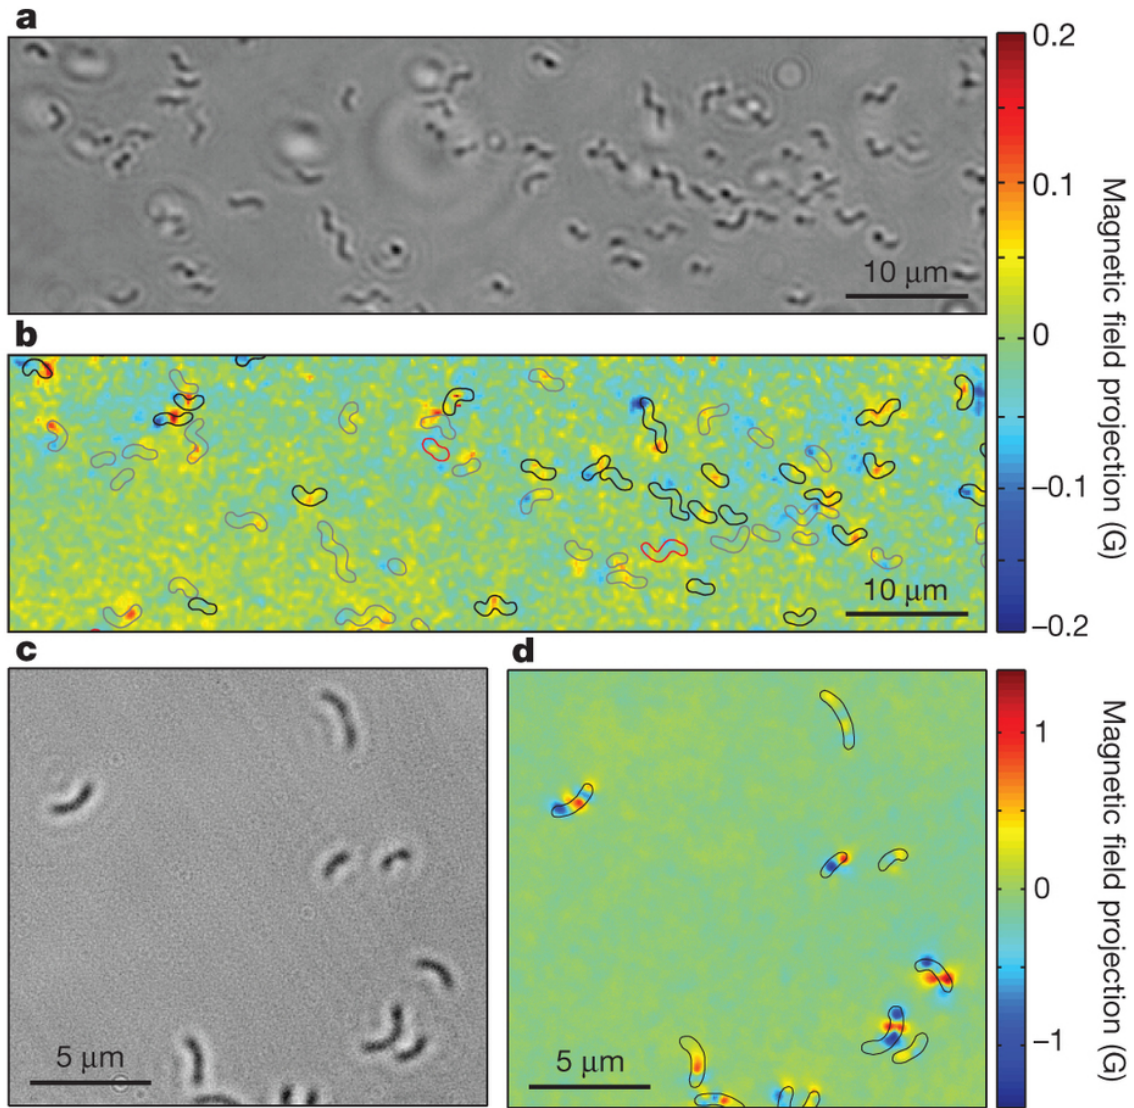 a
0.2
0.1
0
−0.1
−0.2
Magnetic field projection (G)
10 μm
b
10 μm
c
5 μm
d
5 μm
1
0
−1
Magnetic field projection (G)